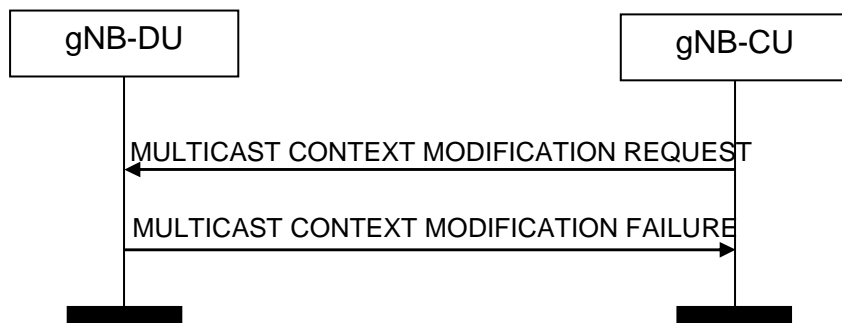 gNB-DU
gNB-CU
MULTICAST CONTEXT MODIFICATION REQUEST
MULTICAST CONTEXT MODIFICATION FAILURE